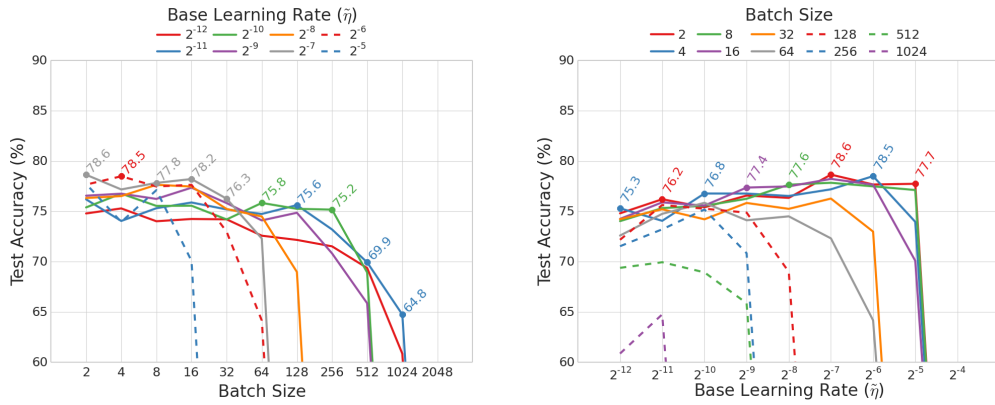 Base Learning Rate (η̃)
2⁻¹² 2⁻¹⁰ 2⁻⁸ 2⁻⁶
2⁻¹¹ 2⁻⁹ 2⁻⁷ 2⁻⁵
90
85
80
75
70
65
60
Test Accuracy (%)
78.6
78.5
77.8
78.2
76.3
75.8
75.6
75.2
69.9
64.8
2 4 8 16 32 64 128 256 512 1024 2048
Batch Size
Batch Size
2 8 32 128 512
4 16 64 256 1024
90
85
80
75
70
65
60
Test Accuracy (%)
75.3
76.2
76.8
77.4
77.6
78.6
78.5
77.7
2⁻¹² 2⁻¹¹ 2⁻¹⁰ 2⁻⁹ 2⁻⁸ 2⁻⁷ 2⁻⁶ 2⁻⁵ 2⁻⁴
Base Learning Rate (η̃)